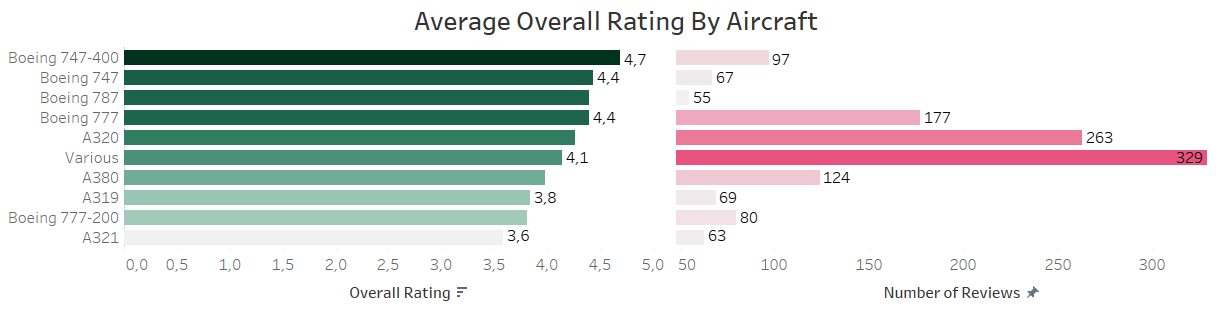 Average Overall Rating By Aircraft
Boeing 747-400 4,7 97
Boeing 747 4,4 67
Boeing 787 55
Boeing 777 4,4 177
A320 263
Various 4,1 329
A380 124
A319 3,8 69
Boeing 777-200 80
A321 3,6 63
0,0 0,5 1,0 1,5 2,0 2,5 3,0 3,5 4,0 4,5 5,0 50 100 150 200 250 300
Overall Rating Number of Reviews